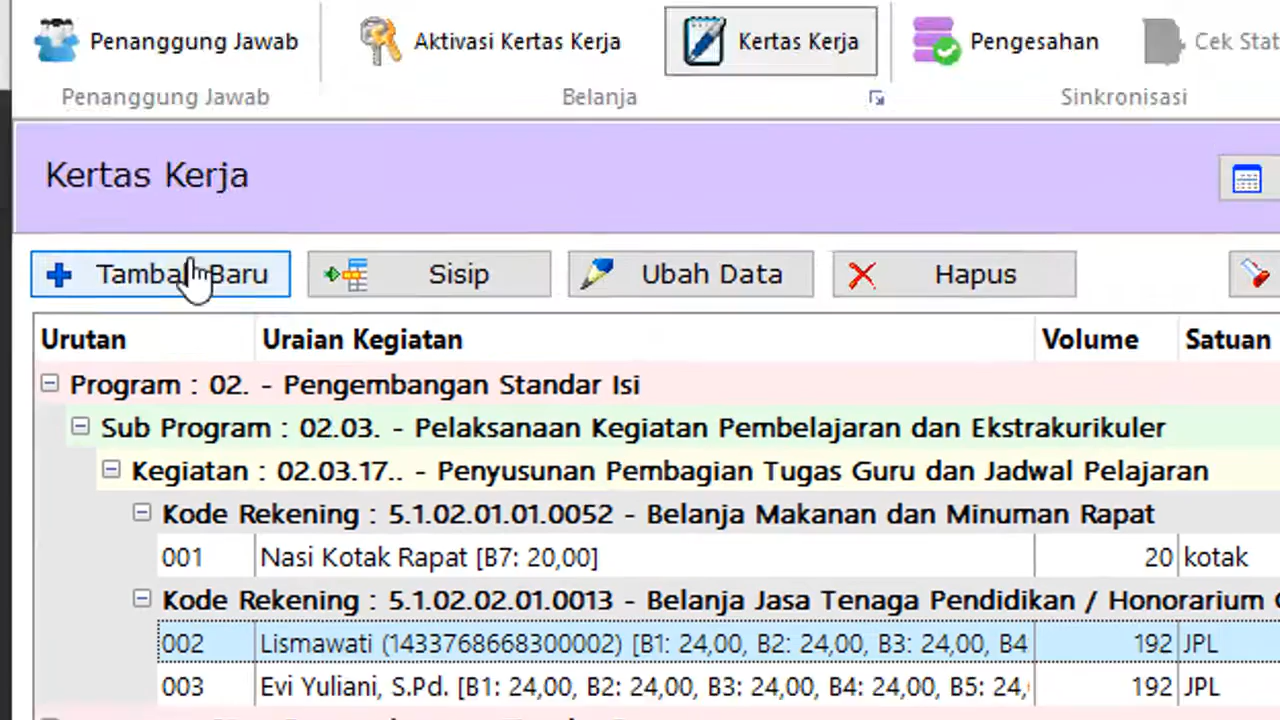 Penanggung Jawab Aktivasi Kertas Kerja Kertas Kerja Pengesahan Cek
Penanggung Jawab Belanja Sinkronisasi
Kertas Kerja
Baru Sisip Ubah Data Hapus
Urutan Uraian Kegiatan Volume Satuan
Program : 02. - Pengembangan Standar Isi
Sub Program : 02.03. - Pelaksanaan Kegiatan Pembelajaran dan Ekstrakurikuler
Kegiatan : 02.03.17.. - Penyusunan Pembagian Tugas Guru dan Jadwal Pelajaran
Kode Rekening : 5.1.02.01.01.0052 - Belanja Makanan dan Minuman Rapat
001 Nasi Kotak Rapat [B7: 20,00] 20 kotak
Kode Rekening : 5.1.02.02.01.0013 - Belanja Jasa Tenaga Pendidikan / Honorarium
002 Lismawati (1433768668300002) [B1: 24,00, B2: 24,00, B3: 24,00, B4 192 JPL
003 Evi Yuliani, S.Pd. [B1: 24,00, B2: 24,00, B3: 24,00, B4: 24,00, B5: 24, 192 JPL